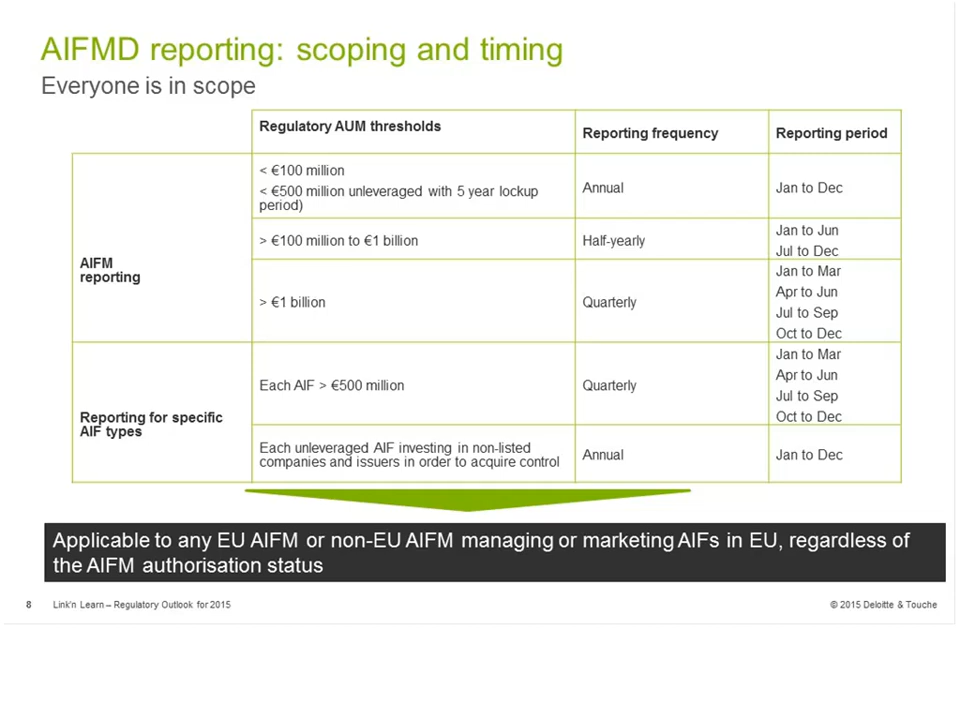 AIFMD reporting: scoping and timing
Everyone is in scope
Regulatory AUM thresholds
Reporting frequency
Reporting period
AIFM
reporting
< €100 million
< €500 million unleveraged with 5 year lockup
period)
Annual
Jan to Dec
> €100 million to €1 billion
Half-yearly
Jan to Jun
Jul to Dec
> €1 billion
Quarterly
Jan to Mar
Apr to Jun
Jul to Sep
Oct to Dec
Reporting for specific
AIF types
Each AIF > €500 million
Quarterly
Jan to Mar
Apr to Jun
Jul to Sep
Oct to Dec
Each unleveraged AIF investing in non-listed
companies and issuers in order to acquire control
Annual
Jan to Dec
Applicable to any EU AIFM or non-EU AIFM managing or marketing AIFs in EU, regardless of
the AIFM authorisation status
8 Link'n Learn – Regulatory Outlook for 2015
© 2015 Deloitte & Touche